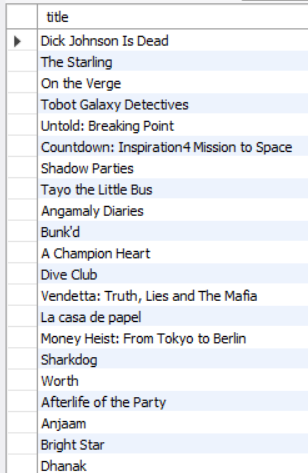 title
Dick Johnson Is Dead
The Starling
On the Verge
Tobot Galaxy Detectives
Untold: Breaking Point
Countdown: Inspiration4 Mission to Space
Shadow Parties
Tayo the Little Bus
Angamaly Diaries
Bunk'd
A Champion Heart
Dive Club
Vendetta: Truth, Lies and The Mafia
La casa de papel
Money Heist: From Tokyo to Berlin
Sharkdog
Worth
Afterlife of the Party
Anjaam
Bright Star
Dhanak